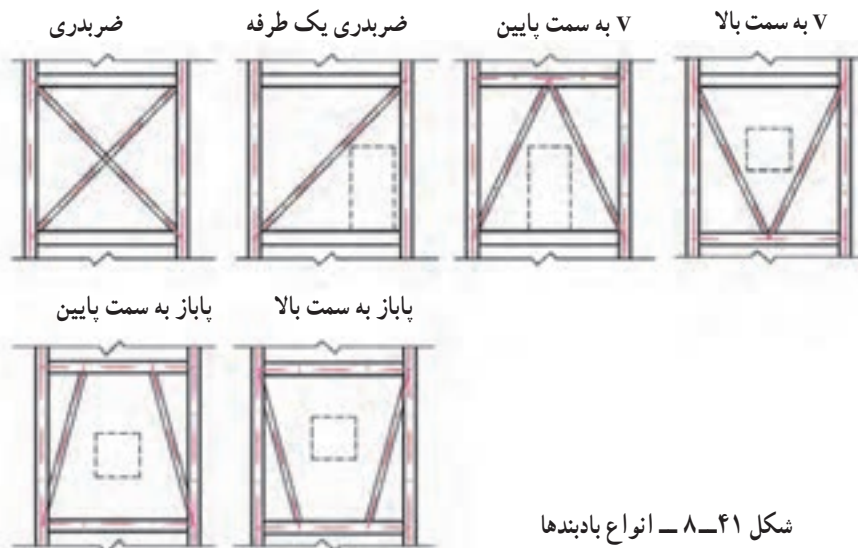 V به سمت بالا
V به سمت پایین
ضربدری یک طرفه
ضربدری
پاباز به سمت بالا
پاباز به سمت پایین
شکل ۴۱ــ۸ ــ انواع بادبندها